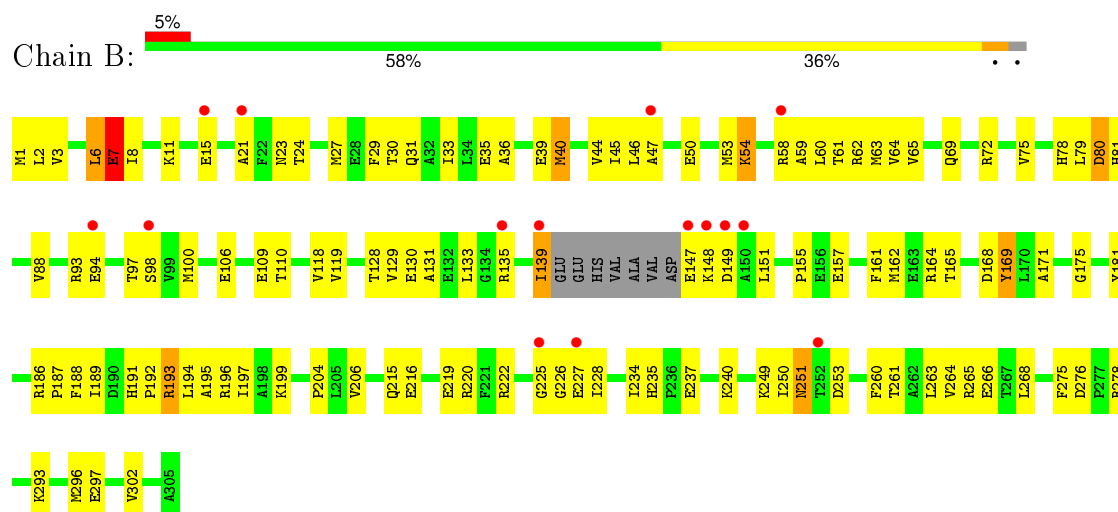 5%
Chain B:
58% 36% • •
M1 L2 V3 L6 E7 I8 K11 E15 A21 F22 N23 T24 M27 E28 F29 T30 Q31 A32 I33 L34 E35 A36 E39 M40 V44 I45 L46 A47 E50 M53 K54 R58 A59 L60 T61 R62 M63 V64 V65 Q69 R72 V75 H78 L79 D80 H81
V88 R93 E94 T97 S98 V99 M100 E106 E109 T110 V118 V119 T128 V129 E130 A131 E132 L133 G134 R135 I139 GLU GLU HIS VAL ALA VAL ASP E147 K148 D149 A150 L151 P155 E156 E157 F161 M162 E163 R164 T165 D168 Y169 L170 A171 G175 Y181
R186 P187 F188 I189 D190 H191 P192 R193 L194 A195 R196 I197 A198 K199 P204 L205 V206 Q215 E216 E219 R220 F221 R222 G225 G226 E227 I228 I234 H235 P236 E237 K240 K249 I250 N251 T252 D253 F260 T261 A262 L263 V264 R265 E266 T267 L268 F275 D276 P277 R278
K293 M296 E297 V302 A305